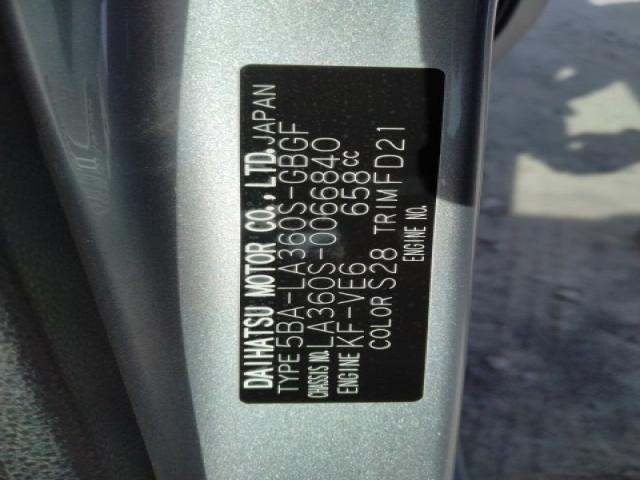 DAIHATSU MOTOR CO., LTD. JAPAN
TYPE 5BA-LA360S-GBGF
CHASSIS NO. LA360S-0066840
ENGINE KF-VE6 658cc
COLOR S28 TRIM FD21
ENGINE NO.